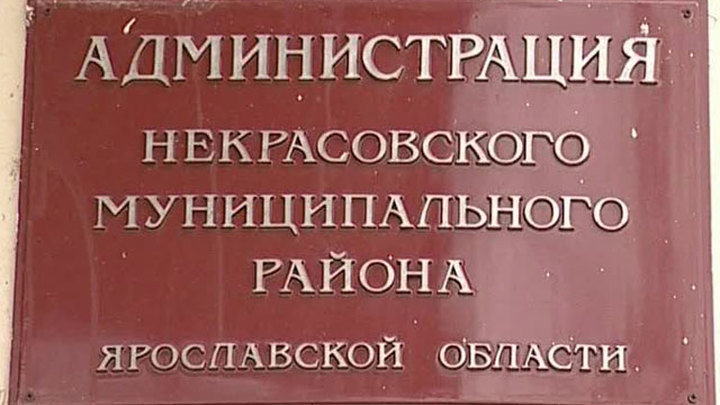 АДМИНИСТРАЦИЯ
НЕКРАСОВСКОГО
МУНИЦИПАЛЬНОГО
РАЙОНА
ЯРОСЛАВСКОЙ ОБЛАСТИ